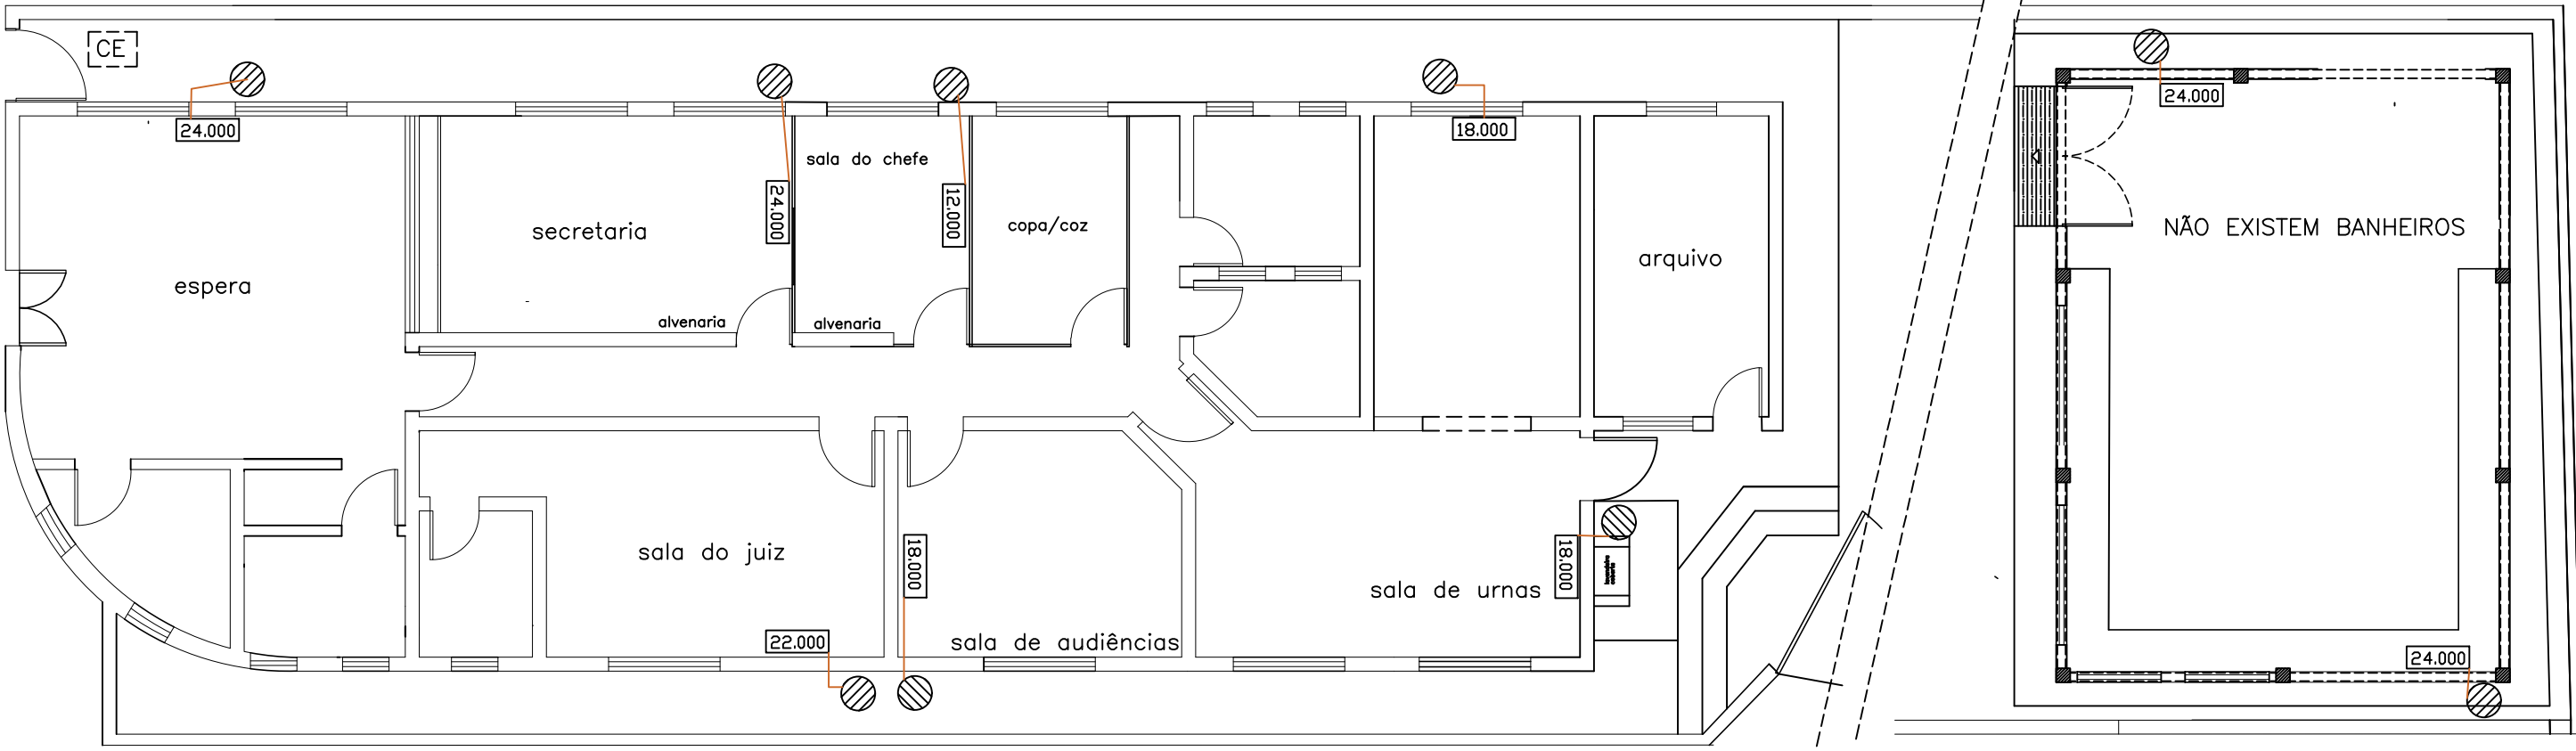 CE
24.000
24.000
12.000
18.000
24.000
sala do chefe
secretaria
copa/coz
arquivo
NÃO EXISTEM BANHEIROS
espera
alvenaria
alvenaria
sala do juiz
18.000
18.000
sala de urnas
22.000
sala de audiências
24.000